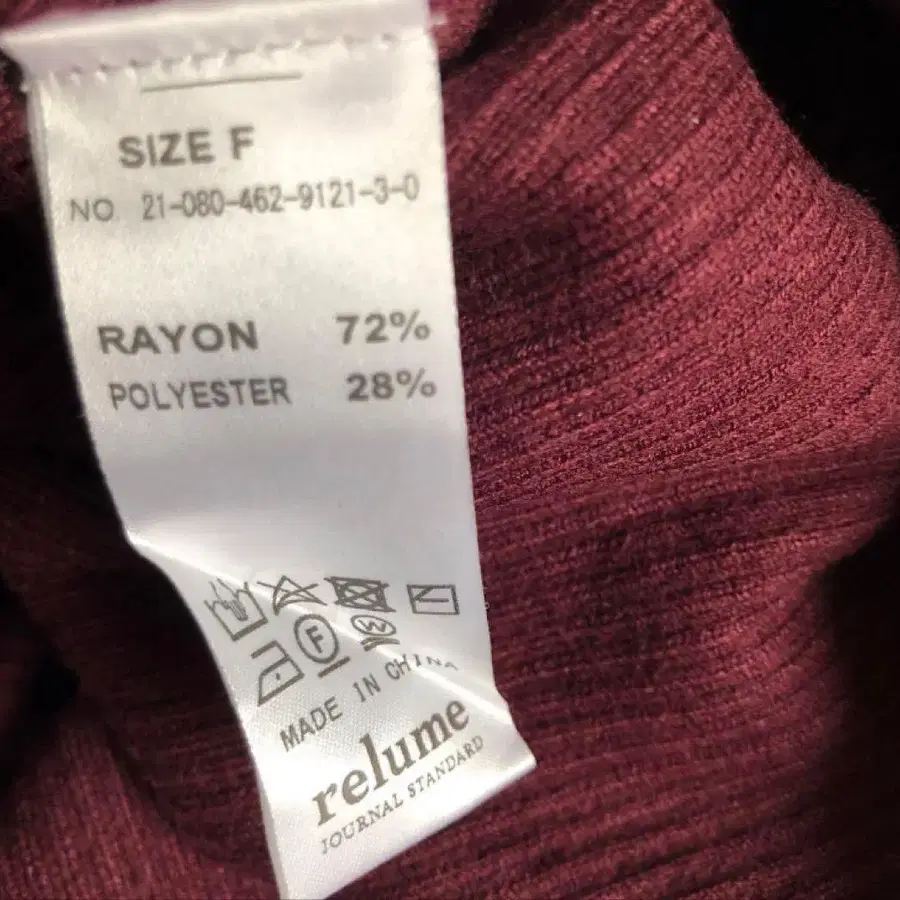 SIZE F
NO. 21-080-462-9121-3-0
RAYON 72%
POLYESTER 28%
F W
MADE IN CHINA
relume
JOURNAL STANDARD